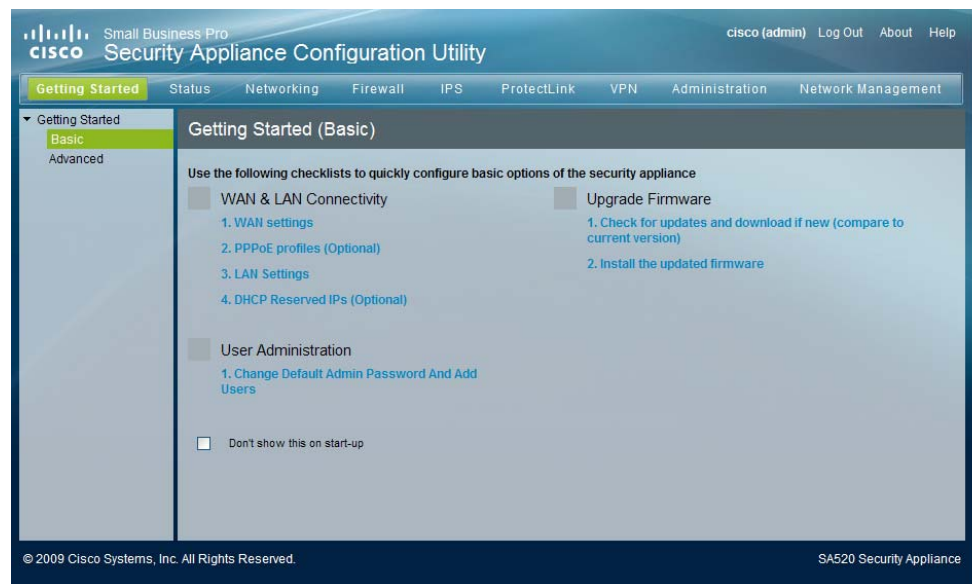 Small Business Pro
cisco Security Appliance Configuration Utility
cisco (admin) Log Out About Help
Getting Started Status Networking Firewall IPS ProtectLink VPN Administration Network Management
Getting Started
Basic
Advanced
Getting Started (Basic)
Use the following checklists to quickly configure basic options of the security appliance
WAN & LAN Connectivity
1. WAN settings
2. PPPoE profiles (Optional)
3. LAN Settings
4. DHCP Reserved IPs (Optional)
Upgrade Firmware
1. Check for updates and download if new (compare to
current version)
2. Install the updated firmware
User Administration
1. Change Default Admin Password And Add
Users
Don't show this on start-up
© 2009 Cisco Systems, Inc. All Rights Reserved.
SA520 Security Appliance